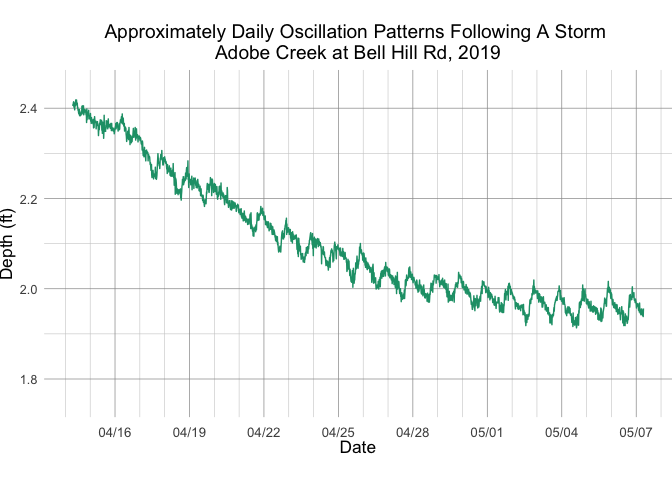 Approximately Daily Oscillation Patterns Following A Storm
Adobe Creek at Bell Hill Rd, 2019
Depth (ft)
2.4
2.2
2.0
1.8
04/16 04/19 04/22 04/25 04/28 05/01 05/04 05/07
Date